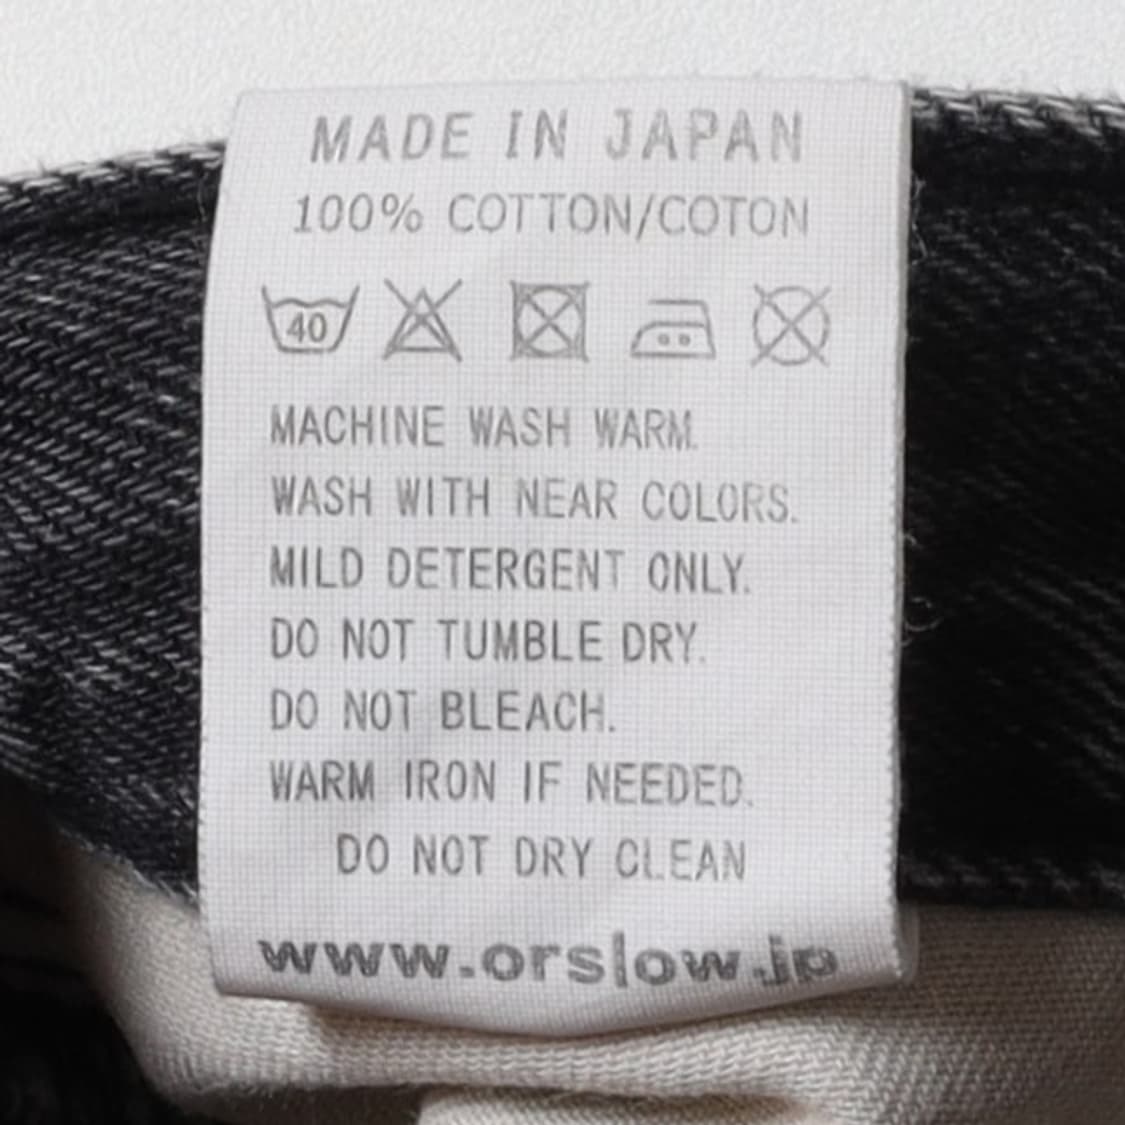 MADE IN JAPAN
100% COTTON/COTON
40
MACHINE WASH WARM.
WASH WITH NEAR COLORS.
MILD DETERGENT ONLY.
DO NOT TUMBLE DRY.
DO NOT BLEACH.
WARM IRON IF NEEDED.
DO NOT DRY CLEAN
www.orslow.jp